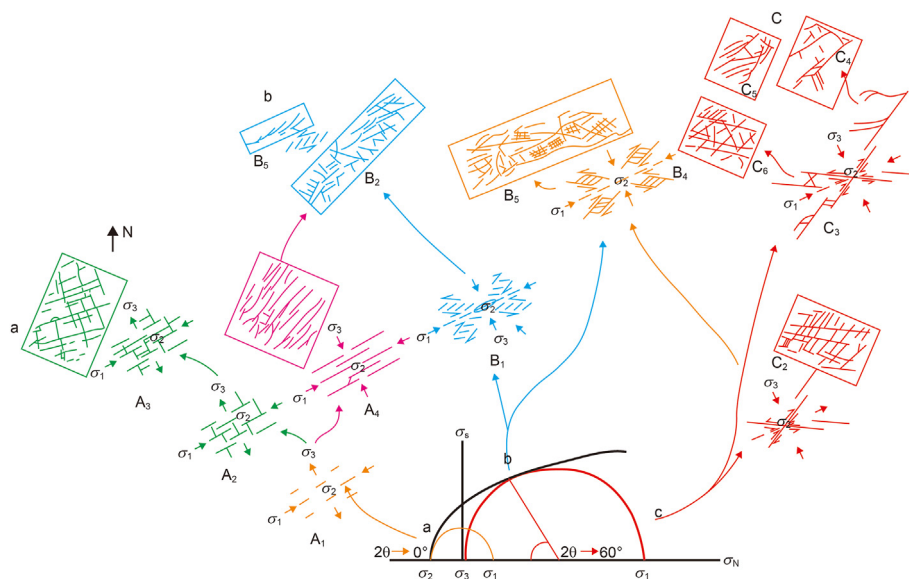 C
C₄
C₅
b
σ₃
B₅
B₂
C₆
σ₂
σ₂
B₄
B₅
σ₁
σ₁
C₃
N
σ₃
a
σ₂
σ₂
σ₃
σ₁
σ₃
σ₁
B₁
C₂
A₃
σ₃
σ₂
σ₃
σ₁
A₄
σ₂
σ₂
σ₃
σ₁
A₂
σₛ
b
σ₂
σ₁
c
a
A₁
2θ→0°
2θ→60°
σ_N
σ₂
σ₃
σ₁
σ₁